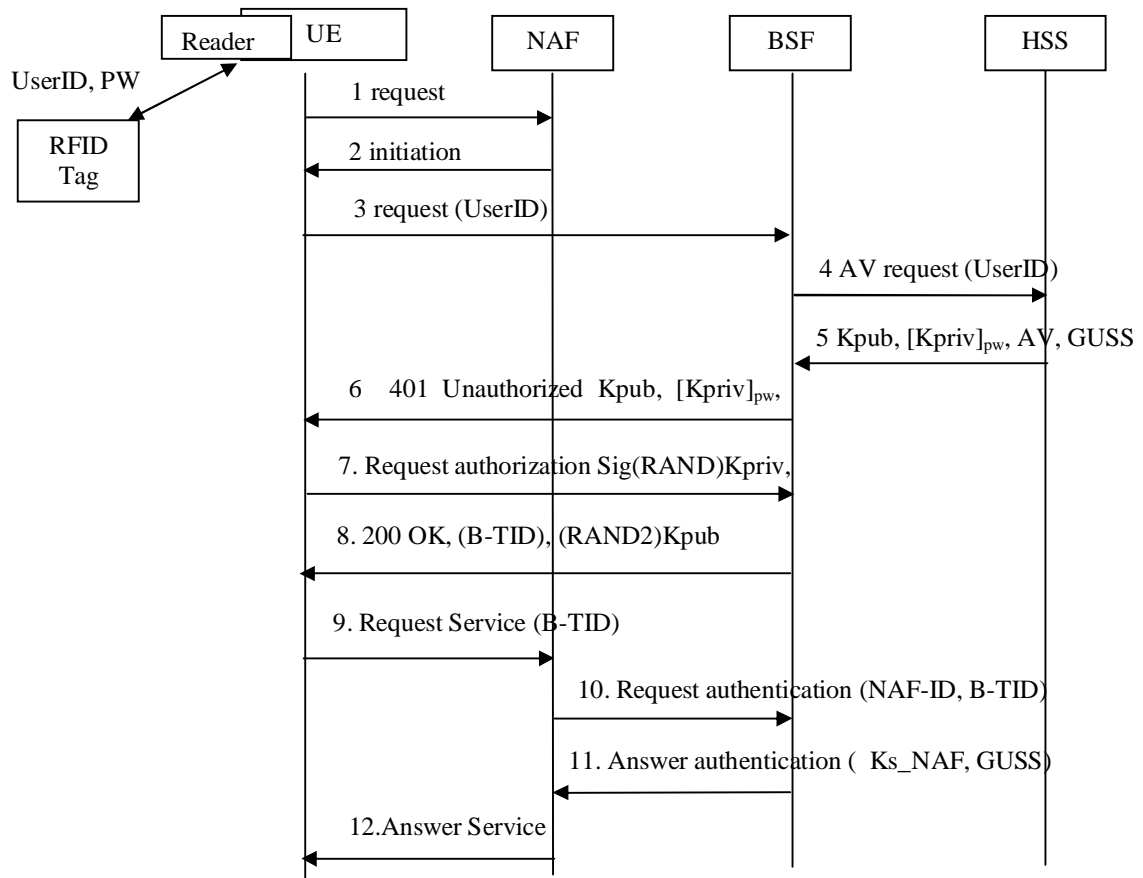 Reader
UE
NAF
BSF
HSS
UserID, PW
RFID
Tag
1 request
2 initiation
3 request (UserID)
4 AV request (UserID)
5 Kpub, [Kpriv]pw, AV, GUSS
6 401 Unauthorized Kpub, [Kpriv]pw,
7. Request authorization Sig(RAND)Kpriv,
8. 200 OK, (B-TID), (RAND2)Kpub
9. Request Service (B-TID)
10. Request authentication (NAF-ID, B-TID)
11. Answer authentication ( Ks_NAF, GUSS)
12.Answer Service